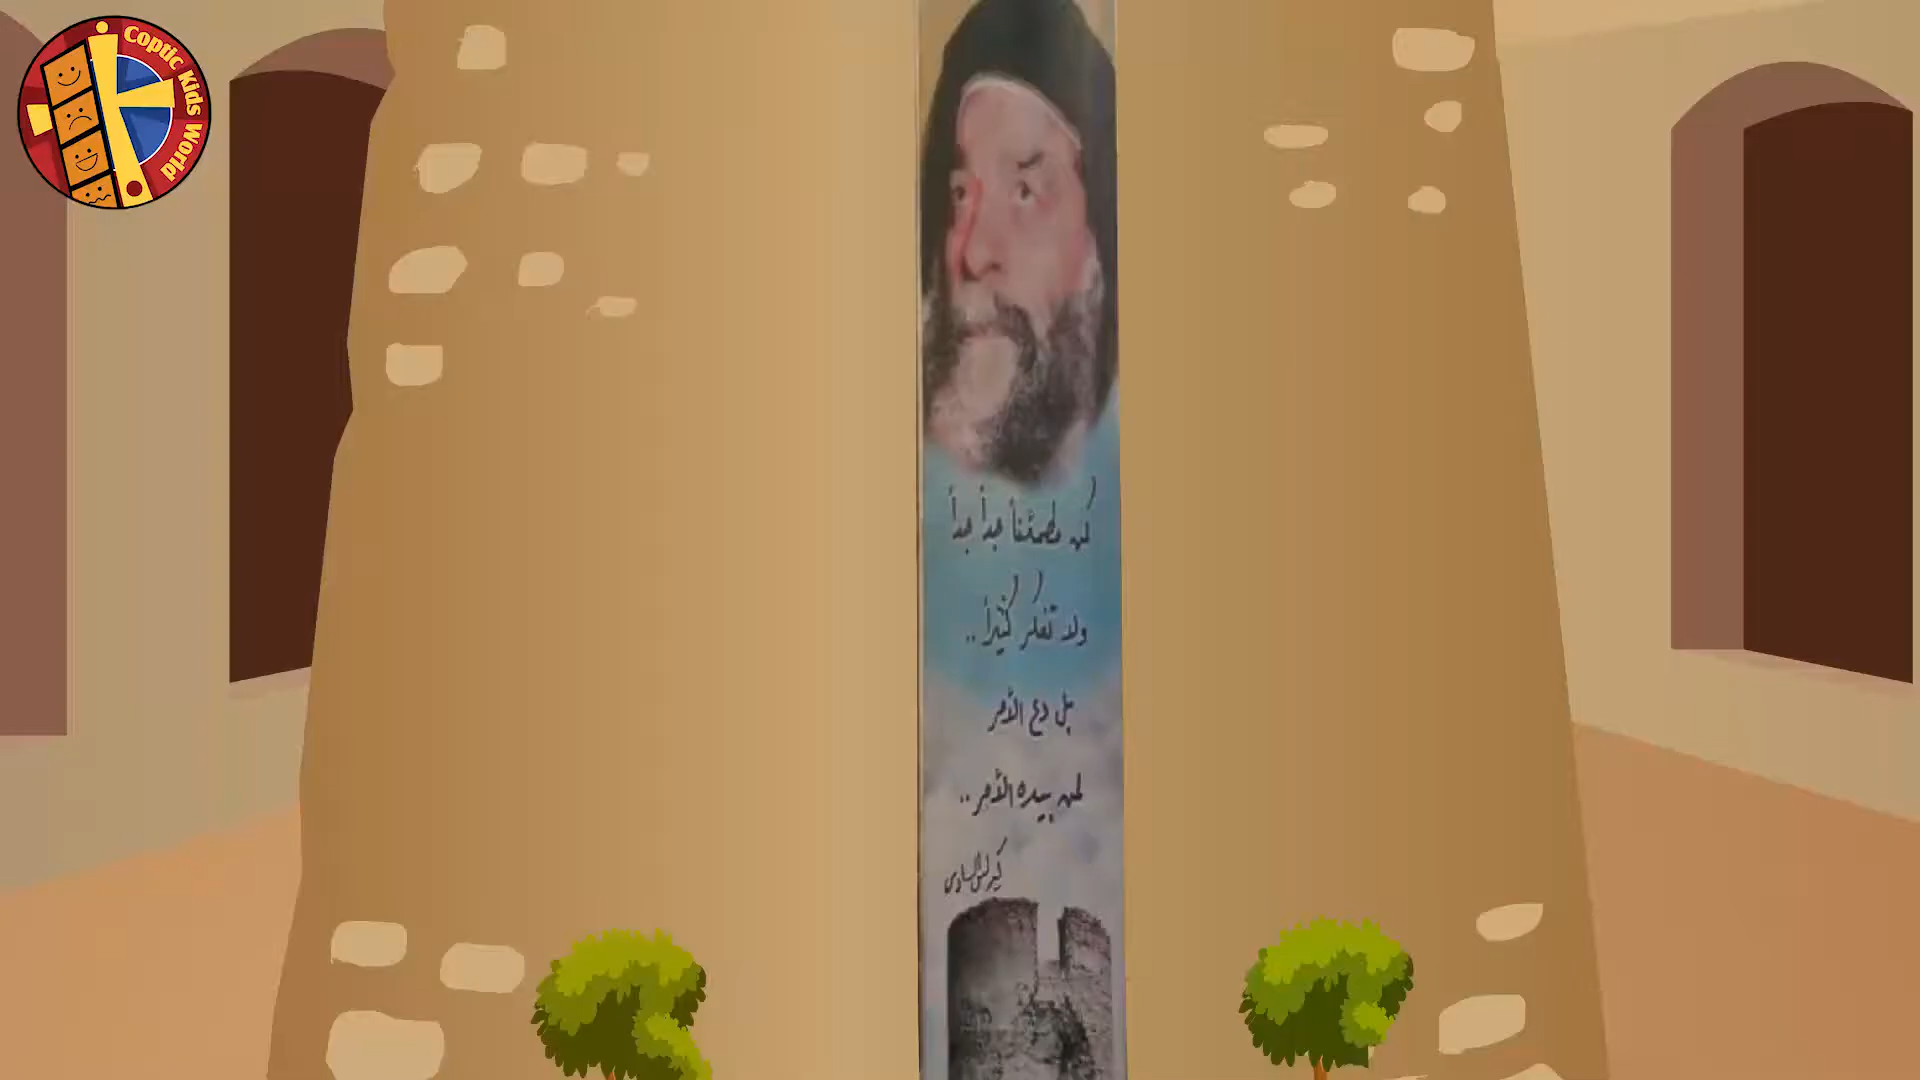 Coptic Kids World
كن مطمئناً جداً جداً
ولا تفكر كثيراً ..
بل دع الأمر
لمن بيده الأمر ..
كيرلس السادس